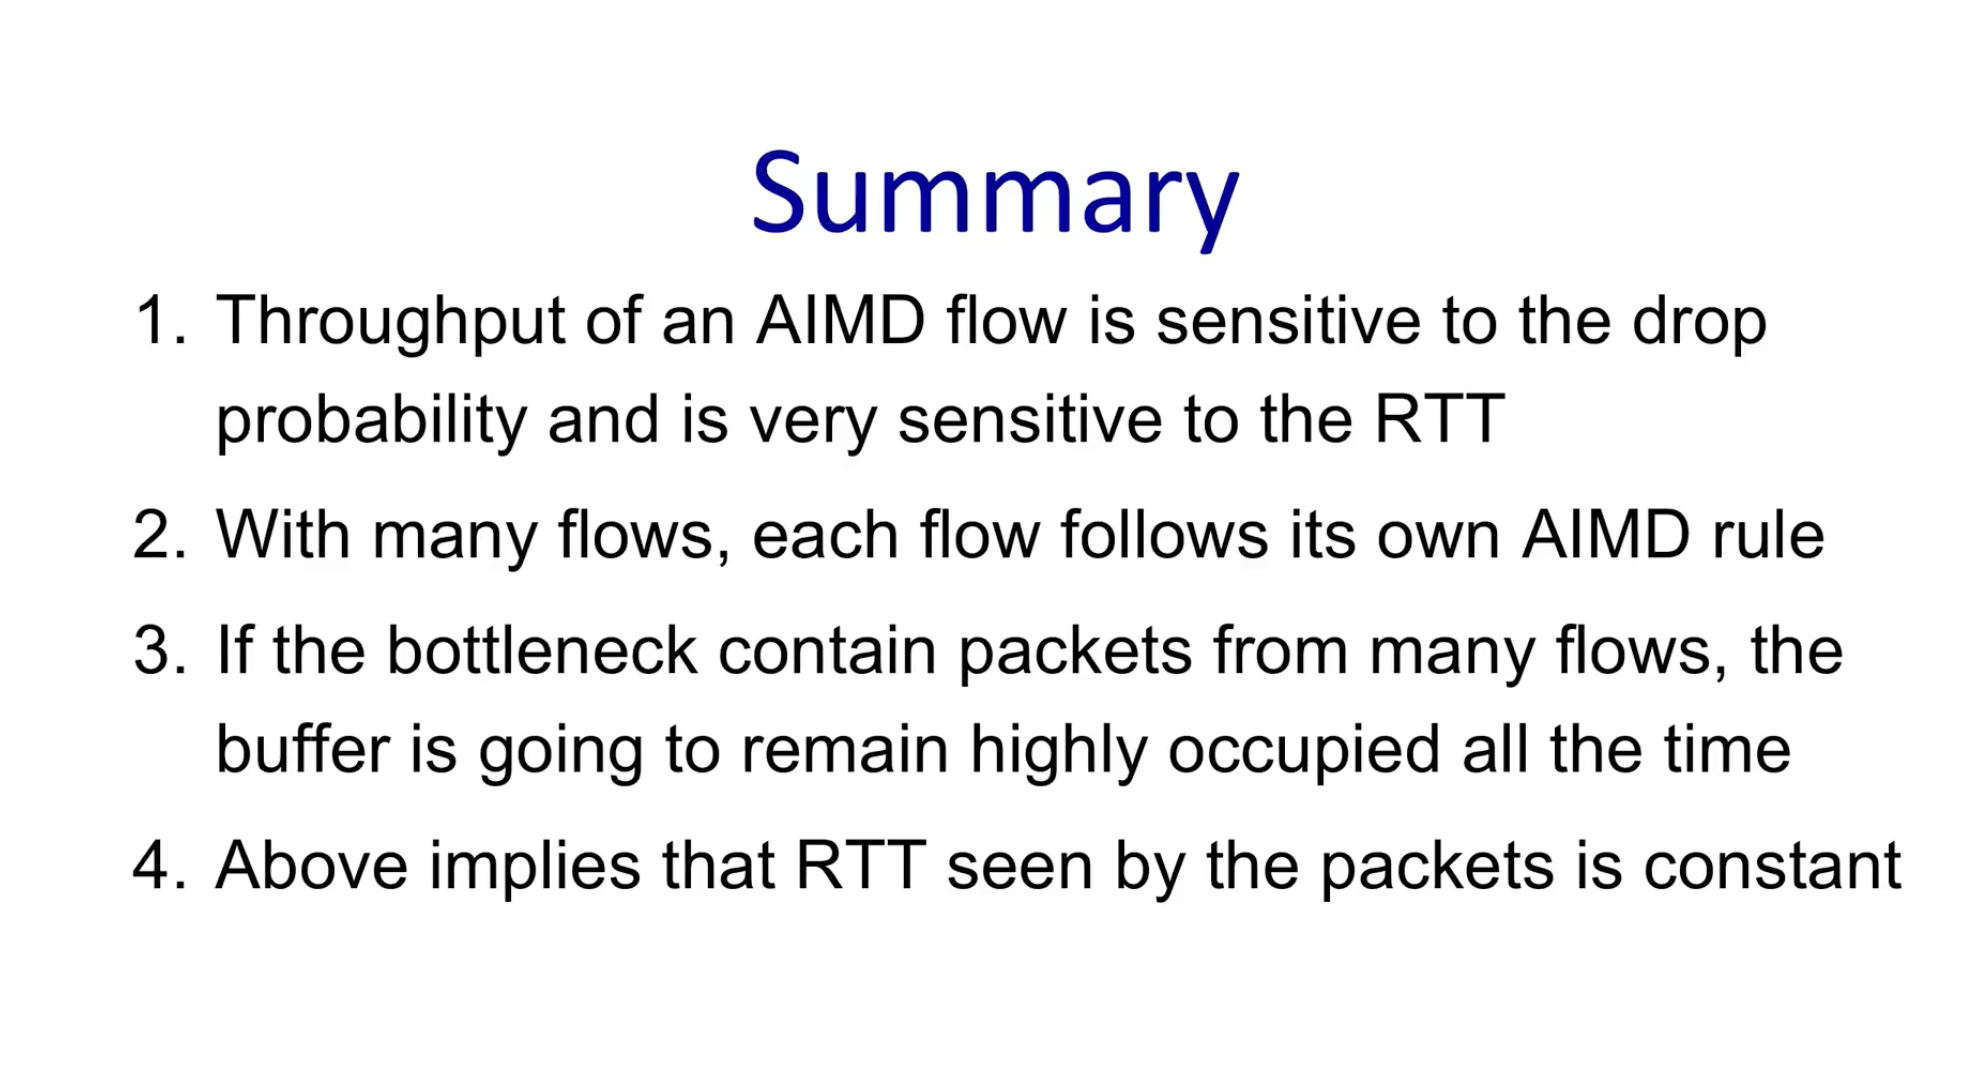 Summary
1. Throughput of an AIMD flow is sensitive to the drop
probability and is very sensitive to the RTT
2. With many flows, each flow follows its own AIMD rule
3. If the bottleneck contain packets from many flows, the
buffer is going to remain highly occupied all the time
4. Above implies that RTT seen by the packets is constant